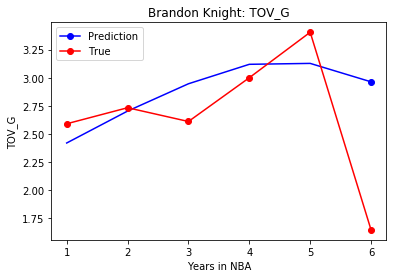 Brandon Knight: TOV_G
Prediction
True
TOV_G
3.25
3.00
2.75
2.50
2.25
2.00
1.75
1 2 3 4 5 6
Years in NBA